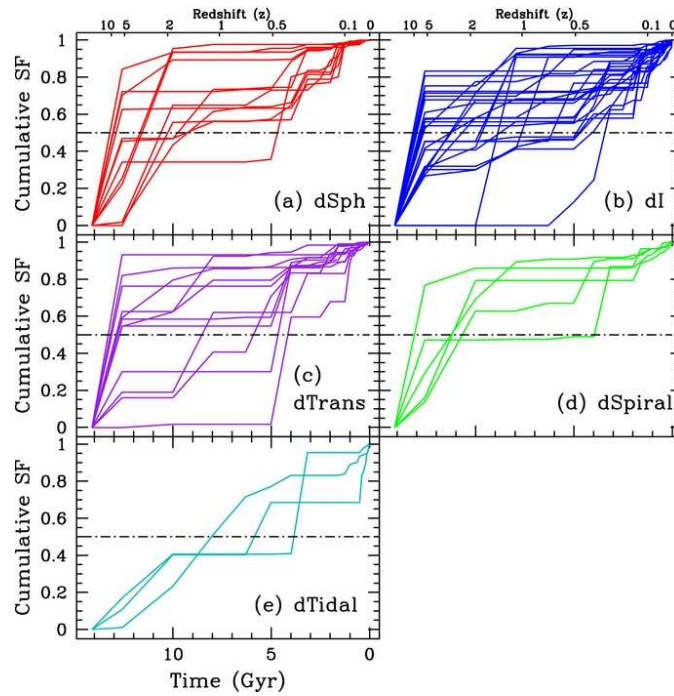 Redshift (z) Redshift (z)
10 5 2 1 0.5 0.1 0 10 5 2 1 0.5 0.1 0
1
0.8
0.6
0.4
0.2
0
Cumulative SF
(a) dSph (b) dI
1
0.8
0.6
0.4
0.2
0
Cumulative SF
(c)
dTrans (d) dSpiral
1
0.8
0.6
0.4
0.2
0
Cumulative SF
(e) dTidal
10 5 0
Time (Gyr)